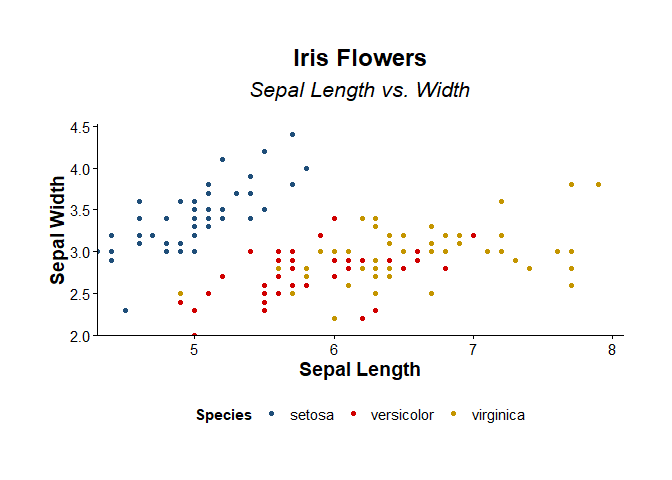 Iris Flowers
Sepal Length vs. Width
Sepal Width
4.5
4.0
3.5
3.0
2.5
2.0
5 6 7 8
Sepal Length
Species setosa versicolor virginica